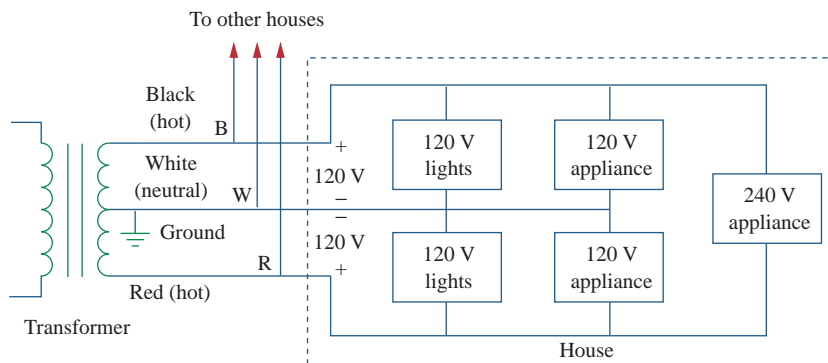 To other houses
Black
(hot)
B
White
(neutral)
W
Ground
R
Red (hot)
Transformer
+
120 V
–
–
120 V
+
120 V
lights
120 V
appliance
240 V
appliance
120 V
lights
120 V
appliance
House